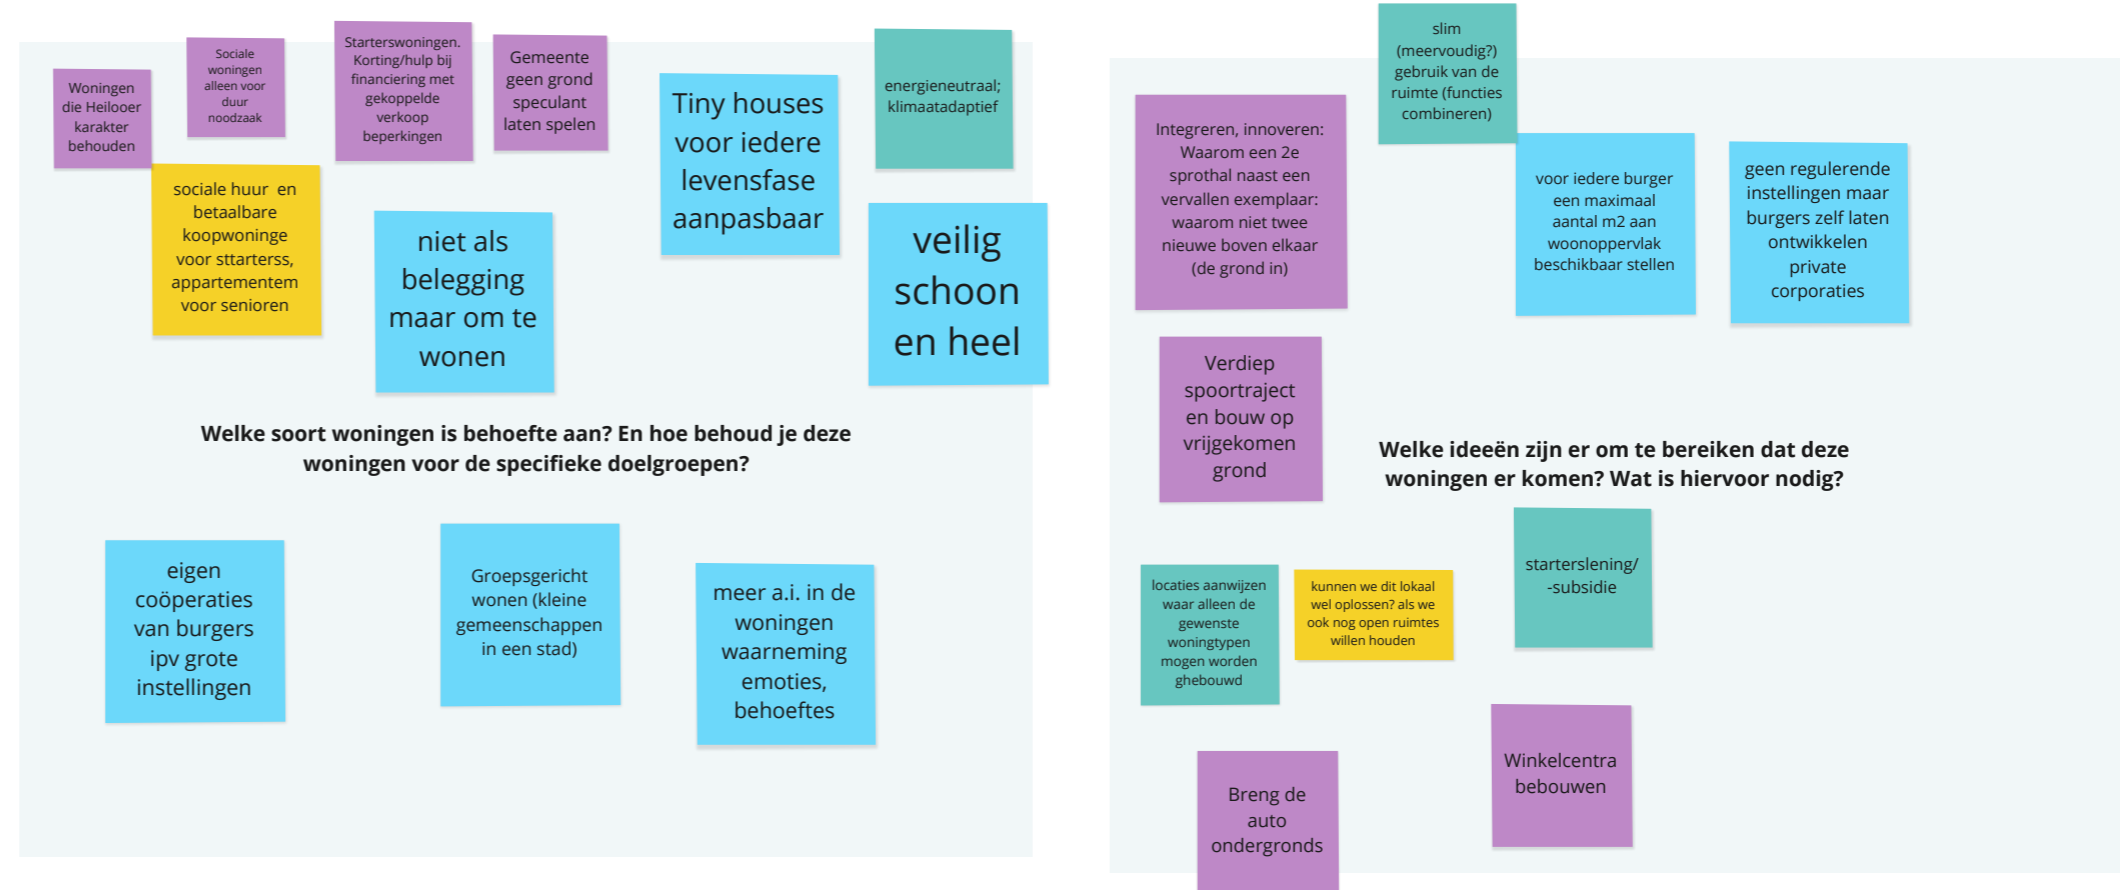 Woningen
die Heilooer
karakter
behouden
Sociale
woningen
alleen voor
duur
noodzaak
Starterswoningen.
Korting/hulp bij
financiering met
gekoppelde
verkoop
beperkingen
Gemeente
geen grond
speculant
laten spelen
Tiny houses
voor iedere
levensfase
aanpasbaar
energieneutraal;
klimaatadaptief
sociale huur en
betaalbare
koopwoninge
voor sttarterss,
appartementem
voor senioren
niet als
belegging
maar om te
wonen
veilig
schoon
en heel
Welke soort woningen is behoefte aan? En hoe behoud je deze
woningen voor de specifieke doelgroepen?
eigen
coöperaties
van burgers
ipv grote
instellingen
Groepsgericht
wonen (kleine
gemeenschappen
in een stad)
meer a.i. in de
woningen
waarneming
emoties,
behoeftes
slim
(meervoudig?)
gebruik van de
ruimte (functies
combineren)
Integreren, innoveren:
Waarom een 2e
sprothal naast een
vervallen exemplaar:
waarom niet twee
nieuwe boven elkaar
(de grond in)
voor iedere burger
een maximaal
aantal m2 aan
woonoppervlak
beschikbaar stellen
geen regulerende
instellingen maar
burgers zelf laten
ontwikkelen
private
corporaties
Verdiep
spoortraject
en bouw op
vrijgekomen
grond
Welke ideeën zijn er om te bereiken dat deze
woningen er komen? Wat is hiervoor nodig?
starterslening/
-subsidie
locaties aanwijzen
waar alleen de
gewenste
woningtypen
mogen worden
ghebouwd
kunnen we dit lokaal
wel oplossen? als we
ook nog open ruimtes
willen houden
Winkelcentra
bebouwen
Breng de
auto
ondergronds